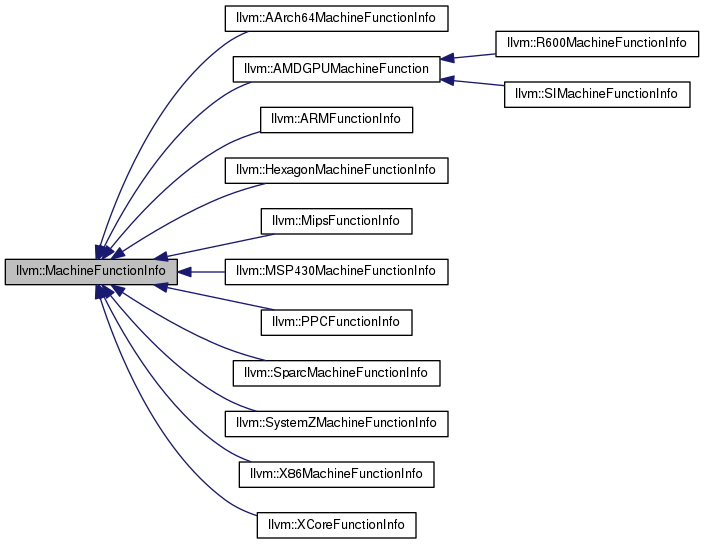 llvm::AArch64MachineFunctionInfo
llvm::AMDGPUMachineFunction
llvm::R600MachineFunctionInfo
llvm::SIMachineFunctionInfo
llvm::ARMFunctionInfo
llvm::HexagonMachineFunctionInfo
llvm::MipsFunctionInfo
llvm::MachineFunctionInfo
llvm::MSP430MachineFunctionInfo
llvm::PPCFunctionInfo
llvm::SparcMachineFunctionInfo
llvm::SystemZMachineFunctionInfo
llvm::X86MachineFunctionInfo
llvm::XCoreFunctionInfo